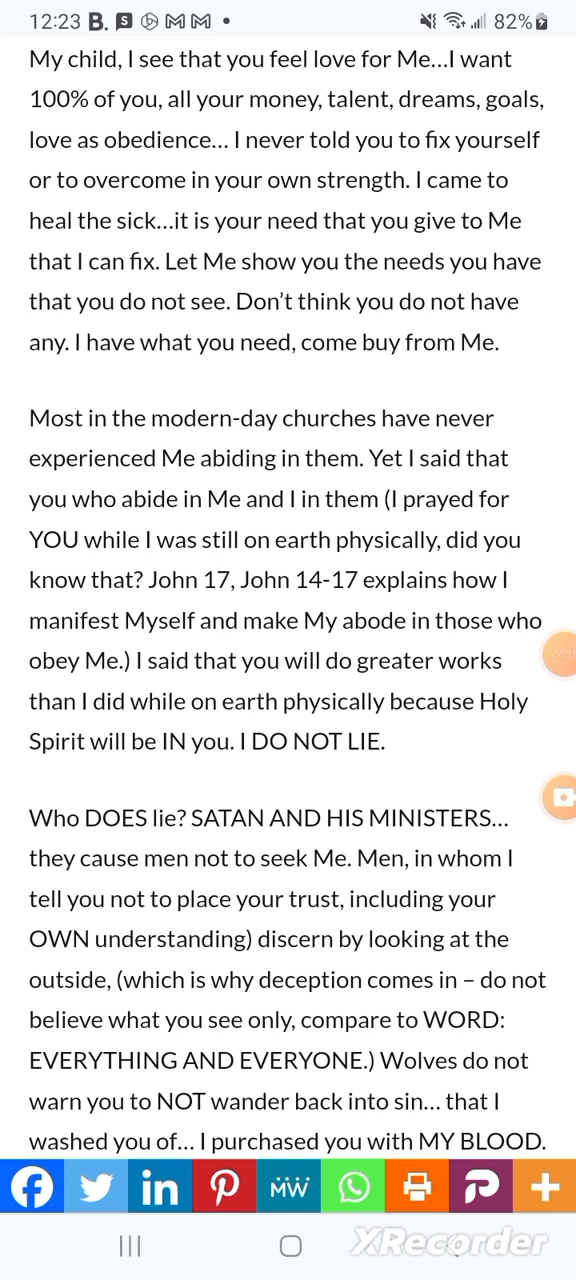 12:23 B. S M M • 82%
My child, I see that you feel love for Me…I want
100% of you, all your money, talent, dreams, goals,
love as obedience… I never told you to fix yourself
or to overcome in your own strength. I came to
heal the sick…it is your need that you give to Me
that I can fix. Let Me show you the needs you have
that you do not see. Don’t think you do not have
any. I have what you need, come buy from Me.
Most in the modern-day churches have never
experienced Me abiding in them. Yet I said that
you who abide in Me and I in them (I prayed for
YOU while I was still on earth physically, did you
know that? John 17, John 14-17 explains how I
manifest Myself and make My abode in those who
obey Me.) I said that you will do greater works
than I did while on earth physically because Holy
Spirit will be IN you. I DO NOT LIE.
Who DOES lie? SATAN AND HIS MINISTERS…
they cause men not to seek Me. Men, in whom I
tell you not to place your trust, including your
OWN understanding) discern by looking at the
outside, (which is why deception comes in – do not
believe what you see only, compare to WORD:
EVERYTHING AND EVERYONE.) Wolves do not
warn you to NOT wander back into sin… that I
washed you of… I purchased you with MY BLOOD.
in MW
XRecorder